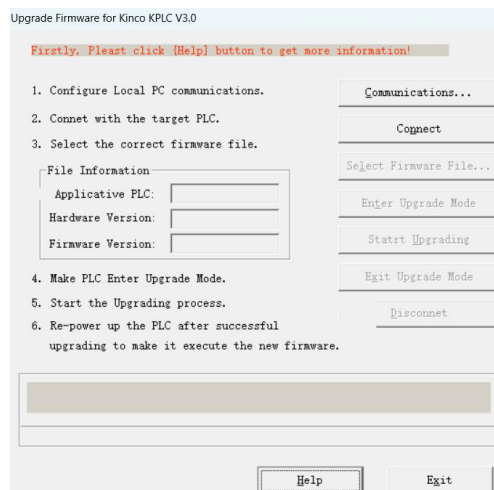 Upgrade Firmware for Kinco KPLC V3.0
Firstly, Pleast click [Help] button to get more information!
1. Configure Local PC communications.
Communications...
2. Connet with the target PLC.
Connect
3. Select the correct firmware file.
Select Firmware File...
File Information
Applicative PLC:
Enter Upgrade Mode
Hardware Version:
Firmware Version:
Statrt Upgrading
4. Make PLC Enter Upgrade Mode.
Exit Upgrade Mode
5. Start the Upgrading process.
Disconnet
6. Re-power up the PLC after successful
upgrading to make it execute the new firmware.
Help
Exit